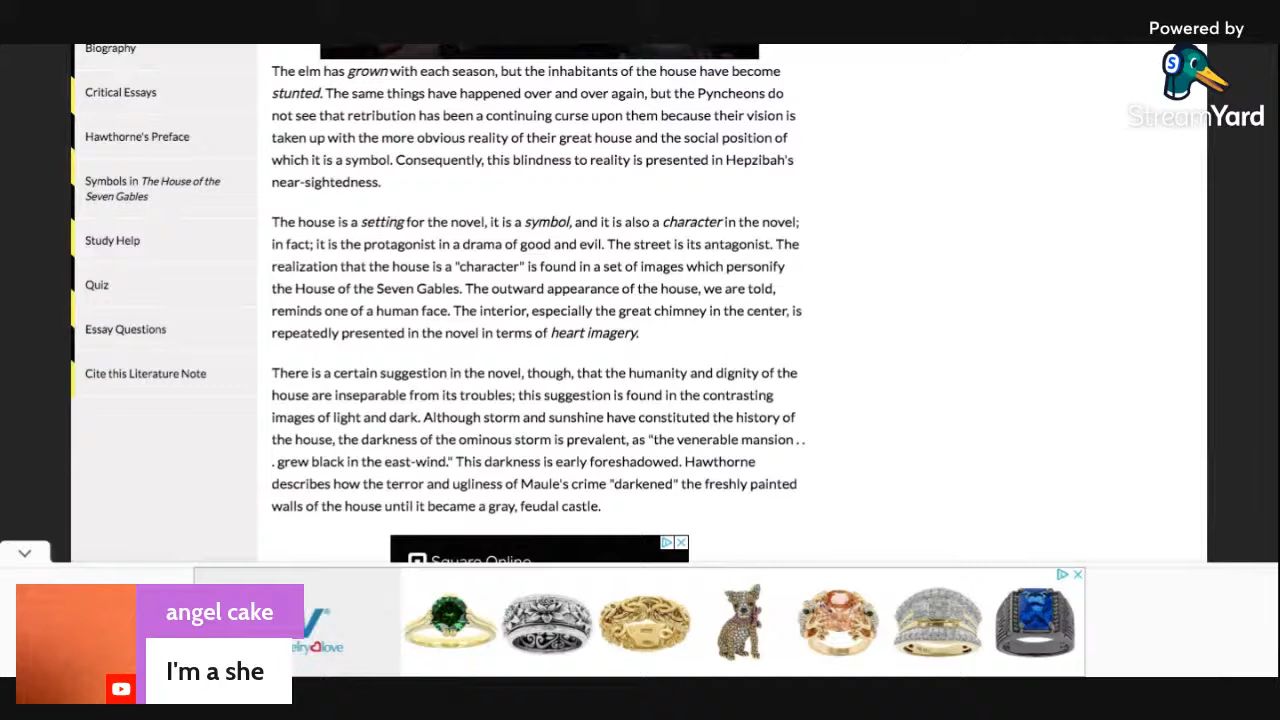 Powered by
StreamYard
Biography
Critical Essays
Hawthorne's Preface
Symbols in The House of the
Seven Gables
Study Help
Quiz
Essay Questions
Cite this Literature Note
The elm has grown with each season, but the inhabitants of the house have become
stunted. The same things have happened over and over again, but the Pyncheons do
not see that retribution has been a continuing curse upon them because their vision is
taken up with the more obvious reality of their great house and the social position of
which it is a symbol. Consequently, this blindness to reality is presented in Hepzibah's
near-sightedness.
The house is a setting for the novel, it is a symbol, and it is also a character in the novel;
in fact; it is the protagonist in a drama of good and evil. The street is its antagonist. The
realization that the house is a "character" is found in a set of images which personify
the House of the Seven Gables. The outward appearance of the house, we are told,
reminds one of a human face. The interior, especially the great chimney in the center, is
repeatedly presented in the novel in terms of heart imagery.
There is a certain suggestion in the novel, though, that the humanity and dignity of the
house are inseparable from its troubles; this suggestion is found in the contrasting
images of light and dark. Although storm and sunshine have constituted the history of
the house, the darkness of the ominous storm is prevalent, as "the venerable mansion . .
. grew black in the east-wind." This darkness is early foreshadowed. Hawthorne
describes how the terror and ugliness of Maule's crime "darkened" the freshly painted
walls of the house until it became a gray, feudal castle.
Square Online
angel cake
I'm a she